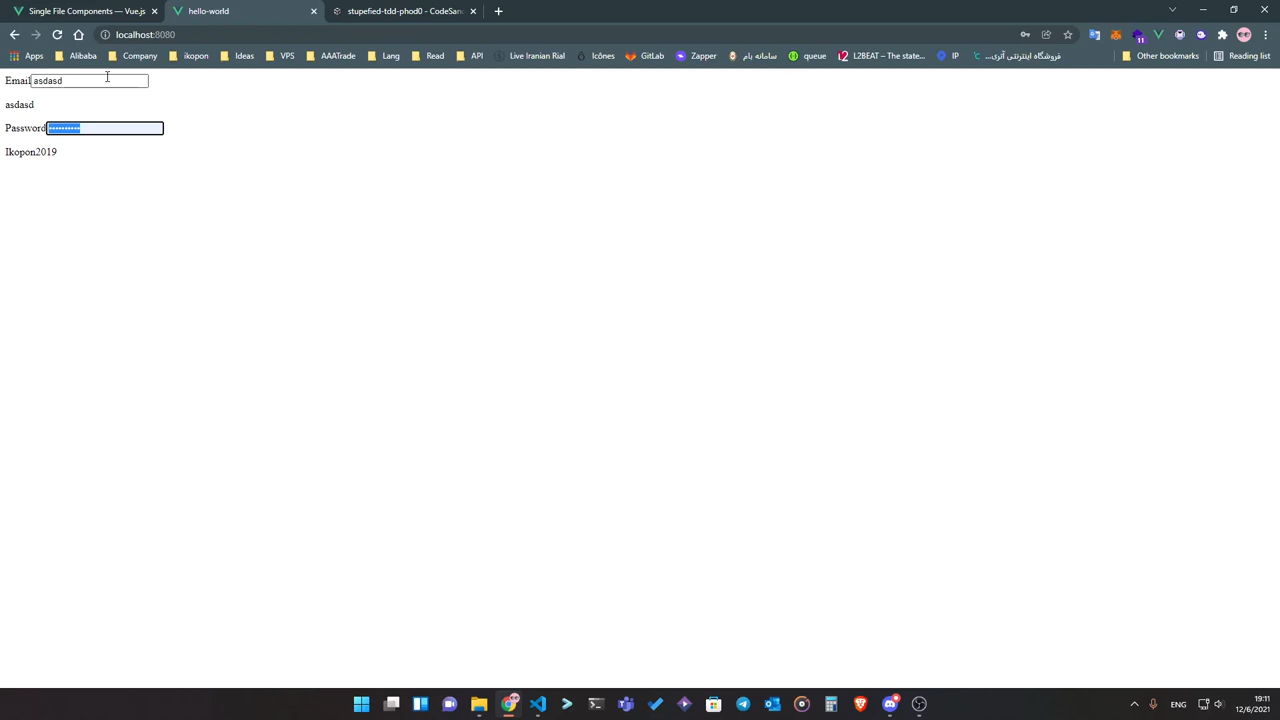 Single File Components — Vue.js
hello-world
stupefied-tdd-phod0 - CodeSan
localhost:8080
Apps Alibaba Company ikopon Ideas VPS AAATrade Lang Read API Live Iranian Rial Icônes GitLab Zapper سامانه بام queue L2BEAT — The state... IP فروشگاه اینترنتی آتری... Other bookmarks Reading list
11
Email asdasd
asdasd
Password ••••••••••
Ikopon2019
ENG 19:11
12/6/2021